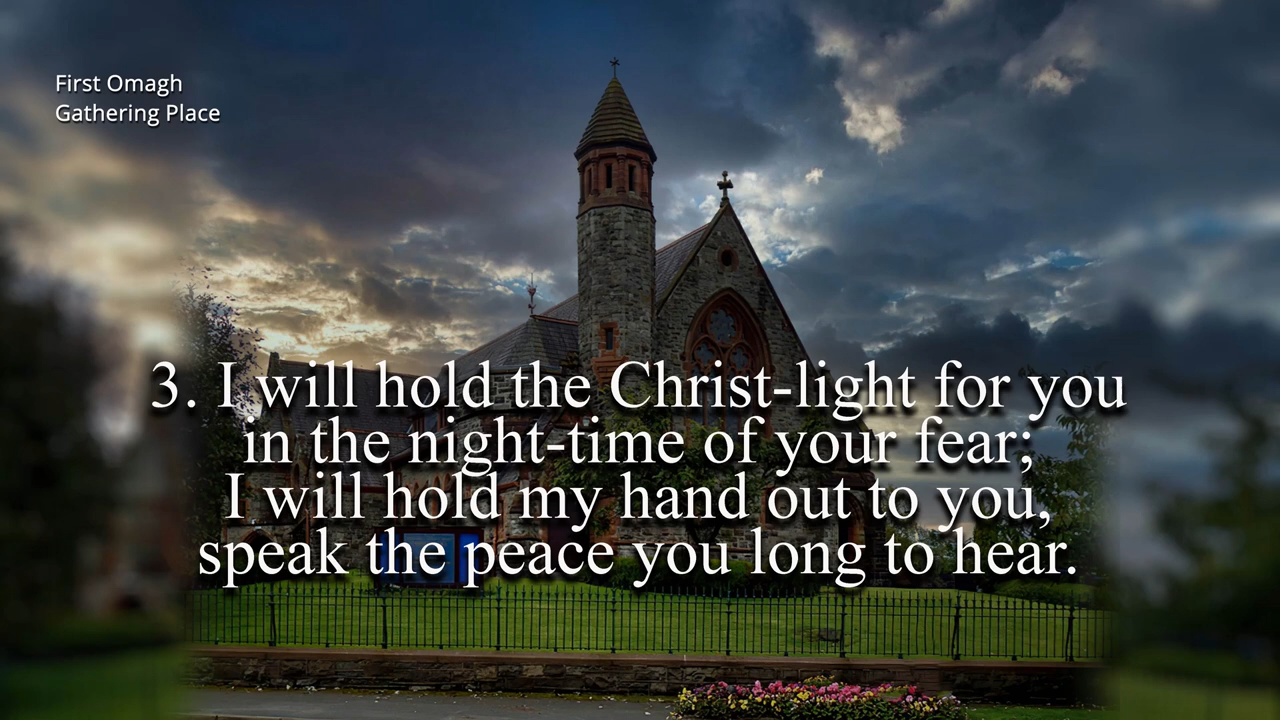 First Omagh
Gathering Place
3. I will hold the Christ-light for you
in the night-time of your fear;
I will hold my hand out to you,
speak the peace you long to hear.